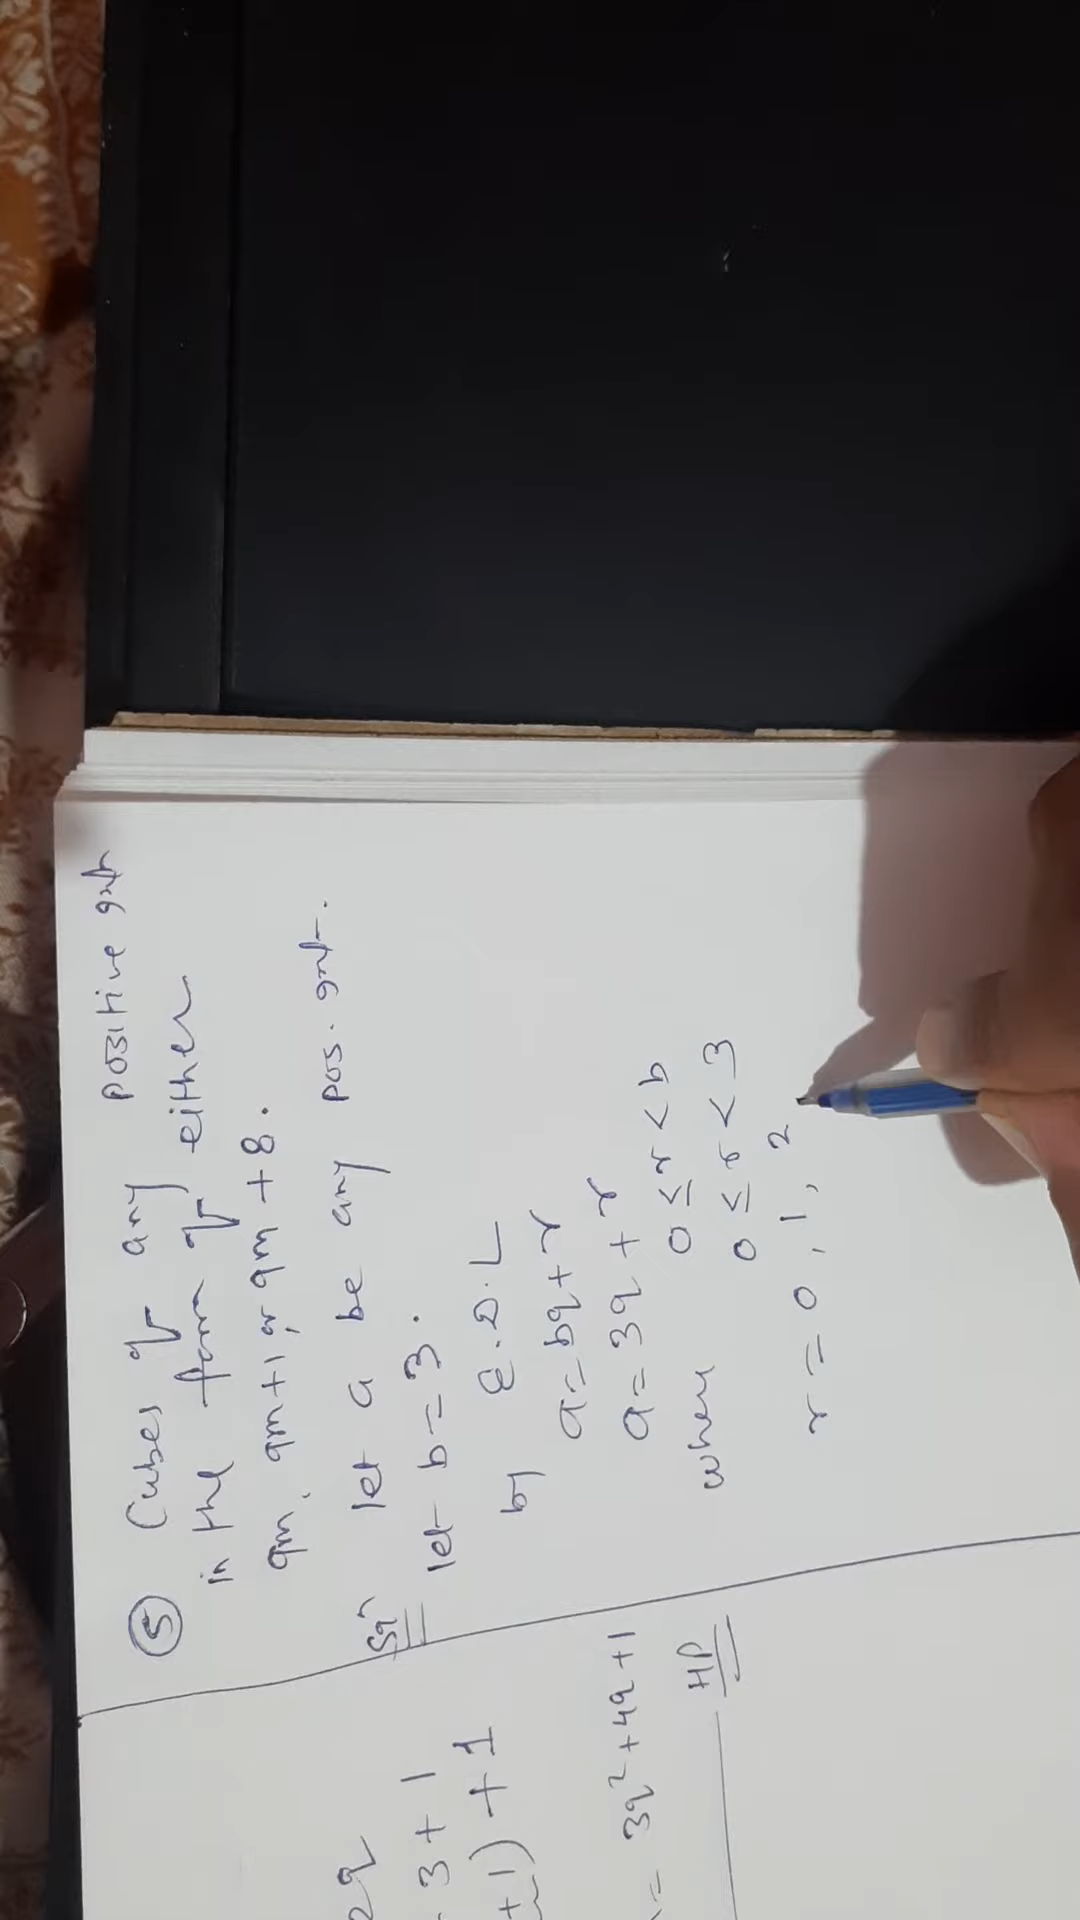 ⑤ Cubes of any positive int
in the form of either
9m, 9m+1, or 9m+8.
Sol let a be any pos. int.
let b=3.
by E.D.L
a=bq+r
a=3q+r
where 0≤r<b
0≤r<3
r=0,1,2
3+1
+1)+1
= 3q²+4q+1
HP